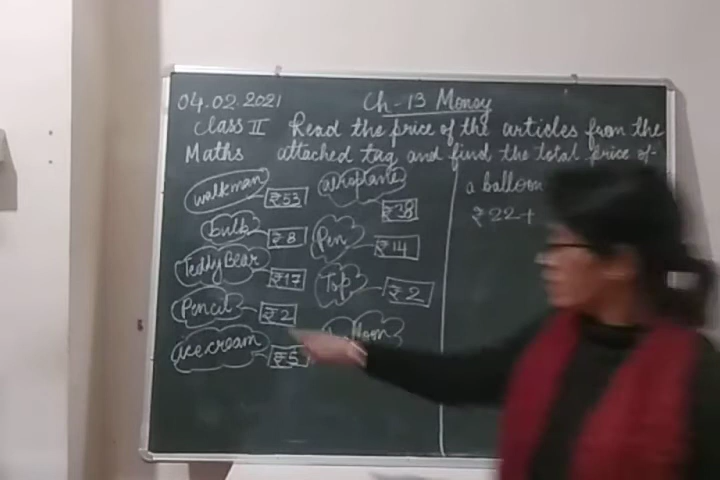 04.02.2021 Ch-13 Money
Class II Read the price of the articles from the
Maths attached tag and find the total price of-
walkman ₹53
aeroplane ₹38
bulb ₹8
Pen ₹14
Teddy Bear ₹17
Top ₹2
Pencil ₹2
ice cream ₹5
a balloon
₹22+